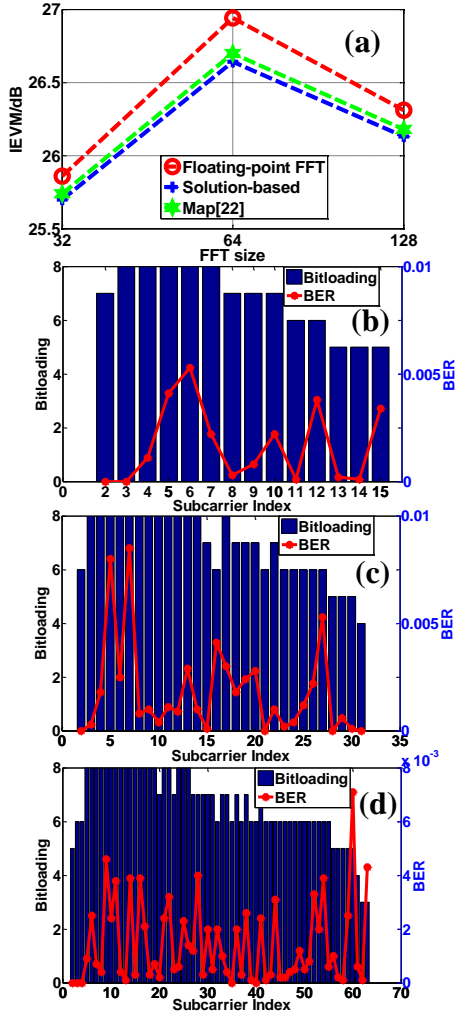 27
26.5
26
25.5
IEVM/dB
(a)
Floating-point FFT
Solution-based
Map[22]
32
64
128
FFT size
8
6
4
2
0
Bitloading
Bitloading
BER
(b)
0.01
0.005
0
BER
0 2 3 4 5 6 7 8 9 10 11 12 13 14 15
Subcarrier Index
8
6
4
2
0
Bitloading
Bitloading
BER
(c)
0.01
0.005
0
BER
0 5 10 15 20 25 30 35
Subcarrier Index
x 10⁻³
8
6
4
2
0
Bitloading
Bitloading
BER
(d)
8
6
4
2
0
BER
0 10 20 30 40 50 60 70
Subcarrier Index